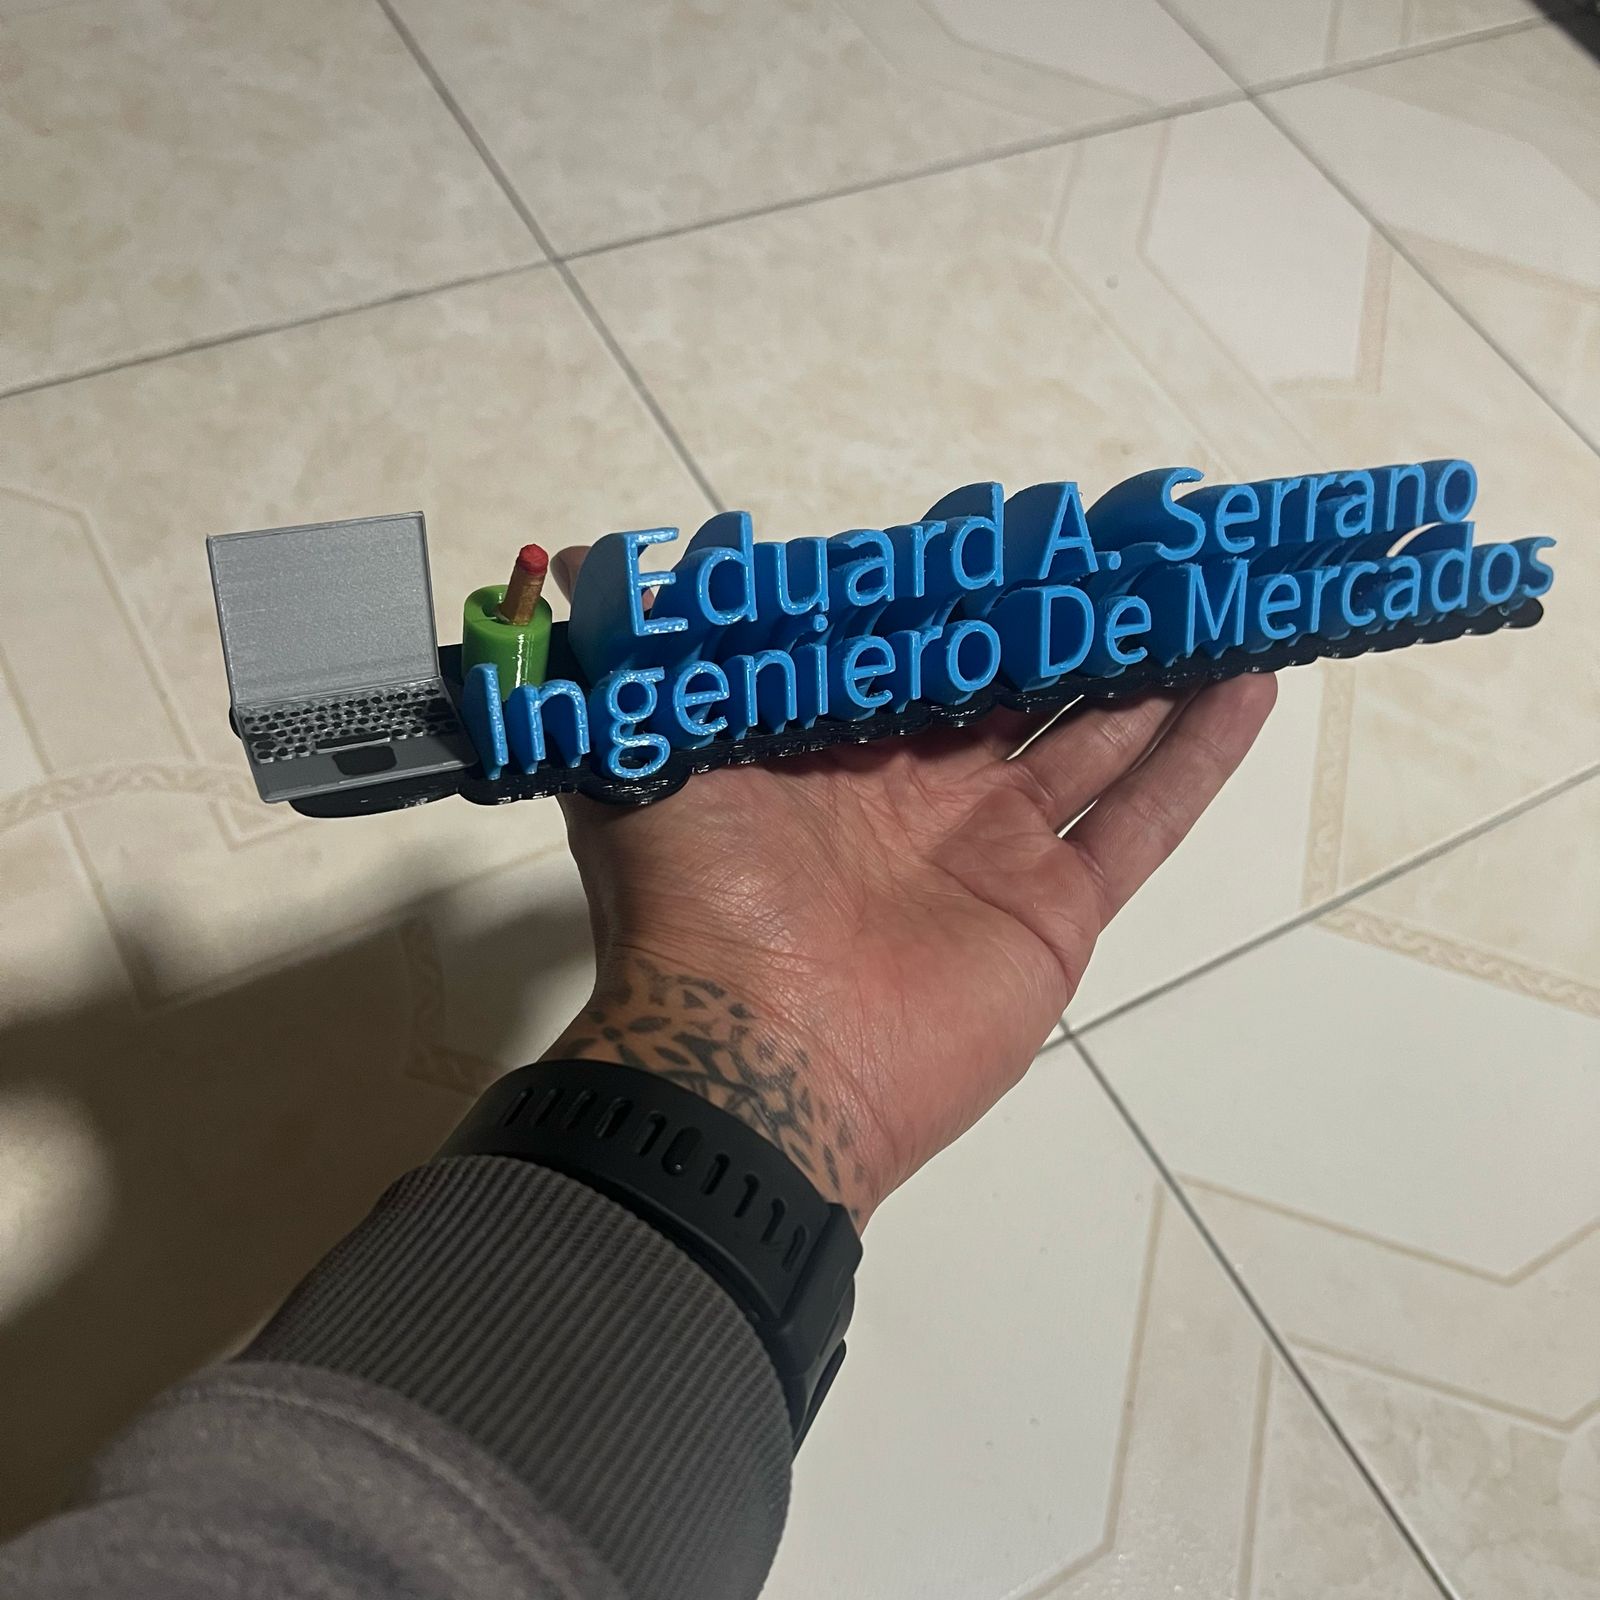 Eduard A. Serrano
Ingeniero De Mercados